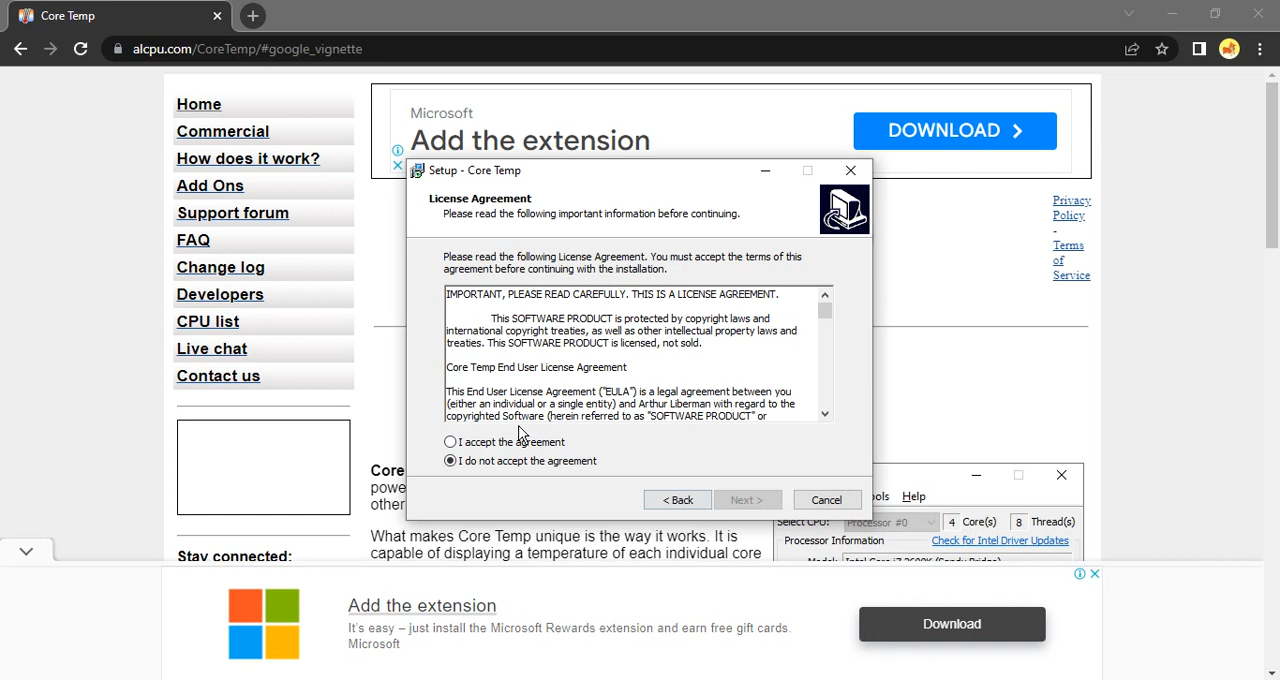 Core Temp
alcpu.com/CoreTemp/#google_vignette
Home
Commercial
How does it work?
Add Ons
Support forum
FAQ
Change log
Developers
CPU list
Live chat
Contact us
Stay connected:
Microsoft
Add the extension
DOWNLOAD
Privacy
Policy
-
Terms
of
Service
Setup - Core Temp
License Agreement
Please read the following important information before continuing.
Please read the following License Agreement. You must accept the terms of this
agreement before continuing with the installation.
IMPORTANT, PLEASE READ CAREFULLY. THIS IS A LICENSE AGREEMENT.
This SOFTWARE PRODUCT is protected by copyright laws and
international copyright treaties, as well as other intellectual property laws and
treaties. This SOFTWARE PRODUCT is licensed, not sold.
Core Temp End User License Agreement
This End User License Agreement ("EULA") is a legal agreement between you
(either an individual or a single entity) and Arthur Liberman with regard to the
copyrighted Software (herein referred to as "SOFTWARE PRODUCT" or
I accept the agreement
I do not accept the agreement
< Back
Next >
Cancel
Core
powe
other
What makes Core Temp unique is the way it works. It is
capable of displaying a temperature of each individual core
ols Help
Select CPU: Processor #0 4 Core(s) 8 Thread(s)
Processor Information Check for Intel Driver Updates
Model: Intel Core i7 2600K (Sandy Bridge)
Add the extension
It's easy – just install the Microsoft Rewards extension and earn free gift cards.
Microsoft
Download